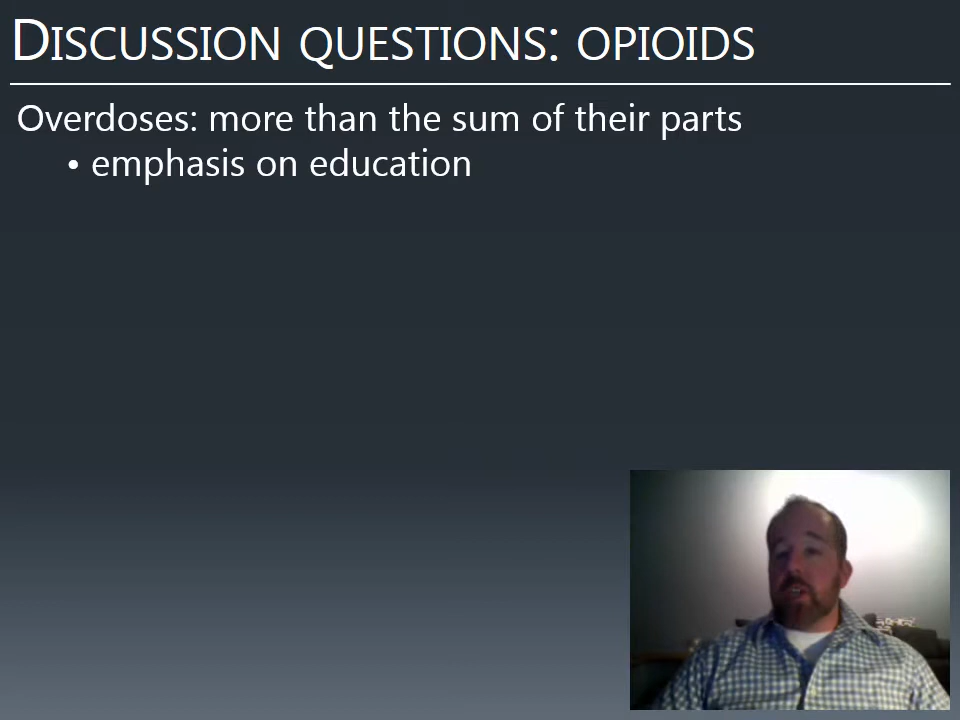 DISCUSSION QUESTIONS: OPIOIDS
Overdoses: more than the sum of their parts
• emphasis on education